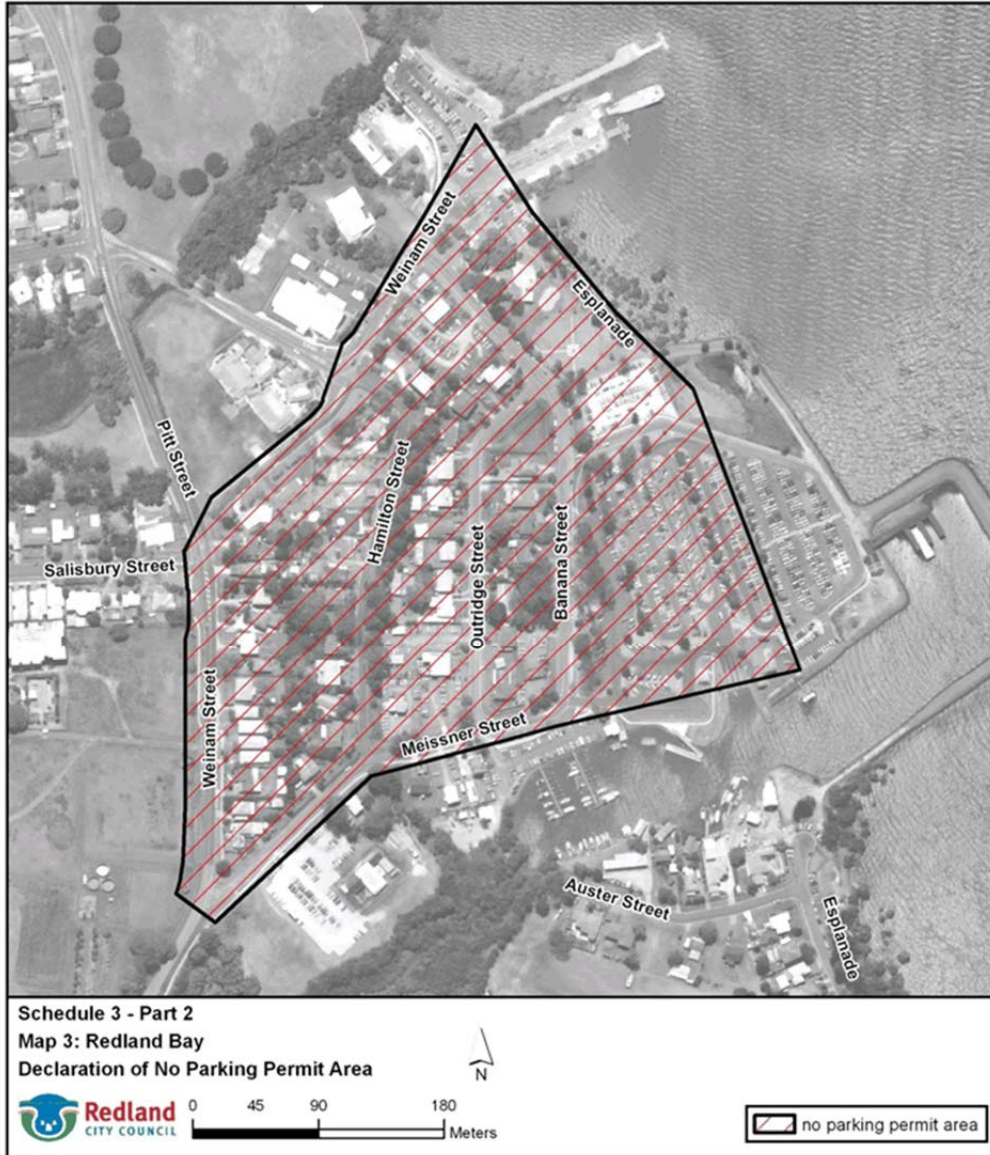 Weinam Street
Esplanade
Pitt Street
Hamilton Street
Salisbury Street
Outridge Street
Banana Street
Weinam Street
Meissner Street
Auster Street
Esplanade
Schedule 3 - Part 2
Map 3: Redland Bay
Declaration of No Parking Permit Area
N
Redland
CITY COUNCIL
0 45 90 180
Meters
no parking permit area